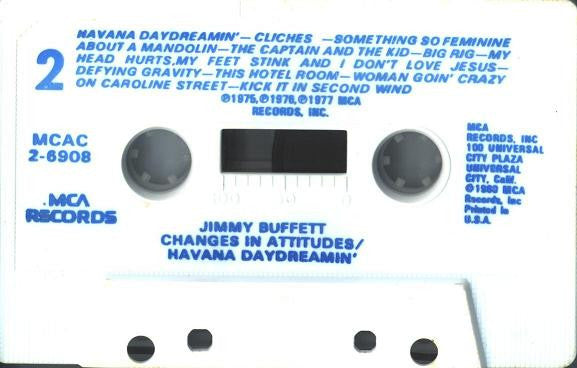 2
HAVANA DAYDREAMIN'— CLICHES —SOMETHING SO FEMININE
ABOUT A MANDOLIN—THE CAPTAIN AND THE KID—BIG RIG—MY
HEAD HURTS,MY FEET STINK AND I DON'T LOVE JESUS—
DEFYING GRAVITY—THIS HOTEL ROOM—WOMAN GOIN' CRAZY
ON CAROLINE STREET—KICK IT IN SECOND WIND
℗1975,℗1976,℗1977 MCA
RECORDS, INC.
MCAC
2-6908
MCA
RECORDS
MCA
RECORDS, INC
100 UNIVERSAL
CITY PLAZA
UNIVERSAL
CITY, Calif.
©1980 MCA
Records, Inc
Printed in
U.S.A.
100 50 0
JIMMY BUFFETT
CHANGES IN ATTITUDES/
HAVANA DAYDREAMIN'